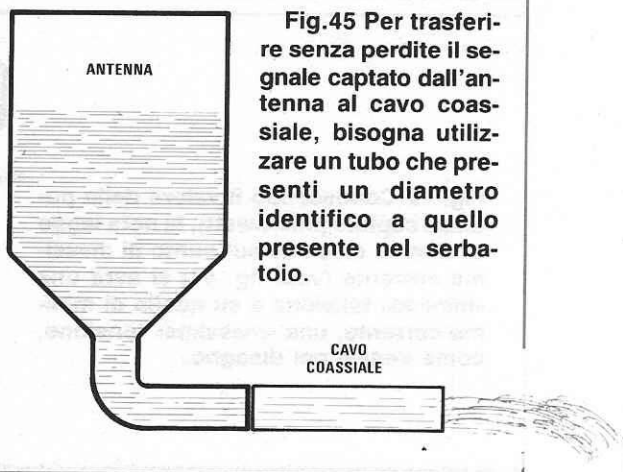 ANTENNA
Fig.45 Per trasferi-
re senza perdite il se-
gnale captato dall'an-
tenna al cavo coas-
siale, bisogna utiliz-
zare un tubo che pre-
senti un diametro
identifico a quello
presente nel serba-
toio.
CAVO
COASSIALE